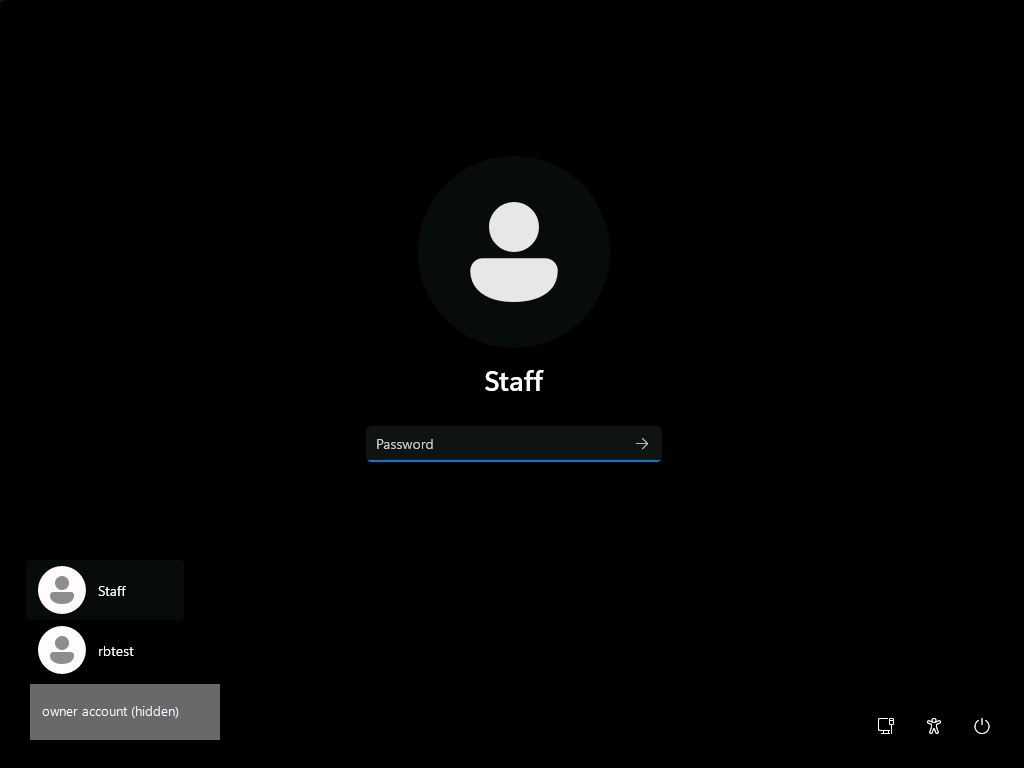 Staff
Password
Staff
rbtest
owner account (hidden)